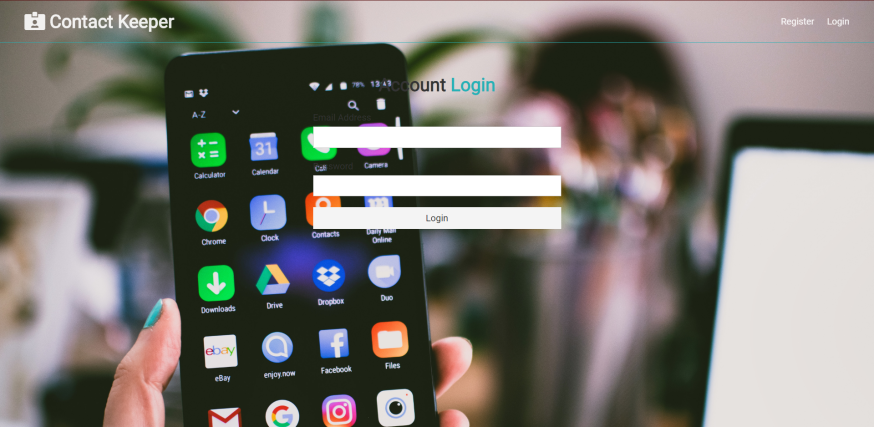 Contact Keeper
Register Login
78% 13:43
A-Z
Account Login
Email Address
Password
Login
31
Calculator Calendar Call Camera
Chrome Clock Contacts Daily Mail Online
Downloads Drive Dropbox Duo
ebay
eBay enjoy.now Facebook Files